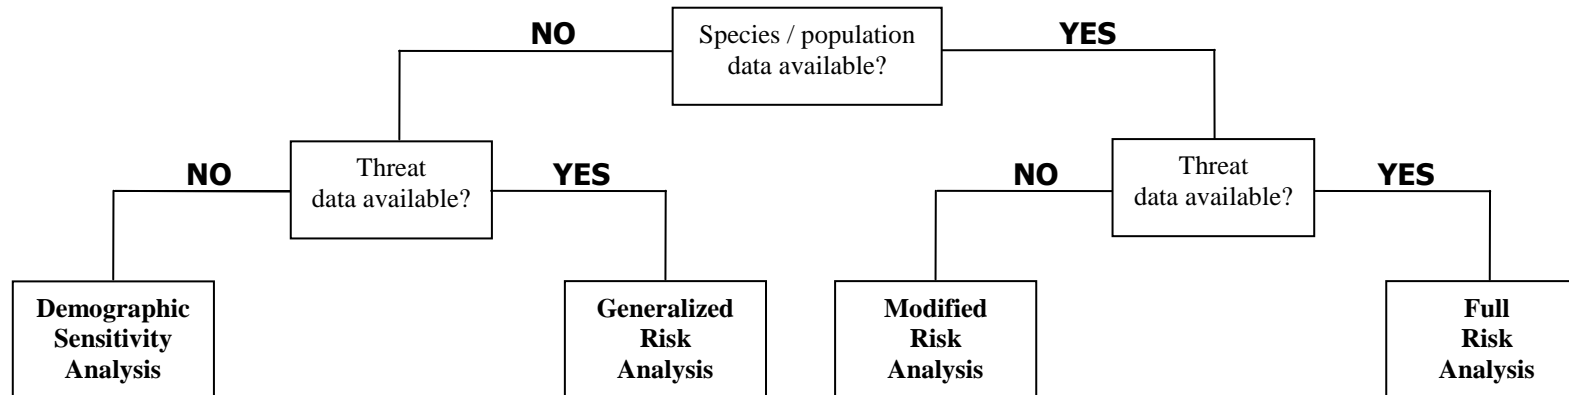 NO
Species / population
data available?
YES
NO
Threat
data available?
YES
NO
Threat
data available?
YES
Demographic
Sensitivity
Analysis
Generalized
Risk
Analysis
Modified
Risk
Analysis
Full
Risk
Analysis